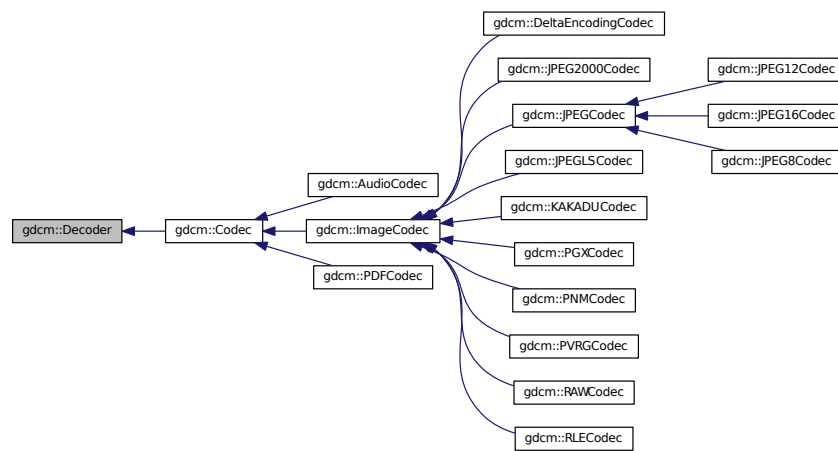 gdcm::DeltaEncodingCodec
gdcm::JPEG2000Codec
gdcm::JPEG12Codec
gdcm::JPEGCodec
gdcm::JPEG16Codec
gdcm::JPEGLSCodec
gdcm::JPEG8Codec
gdcm::AudioCodec
gdcm::KAKADUCodec
gdcm::Decoder
gdcm::Codec
gdcm::ImageCodec
gdcm::PGXCodec
gdcm::PDFCodec
gdcm::PNMCodec
gdcm::PVRGCodec
gdcm::RAWCodec
gdcm::RLECodec